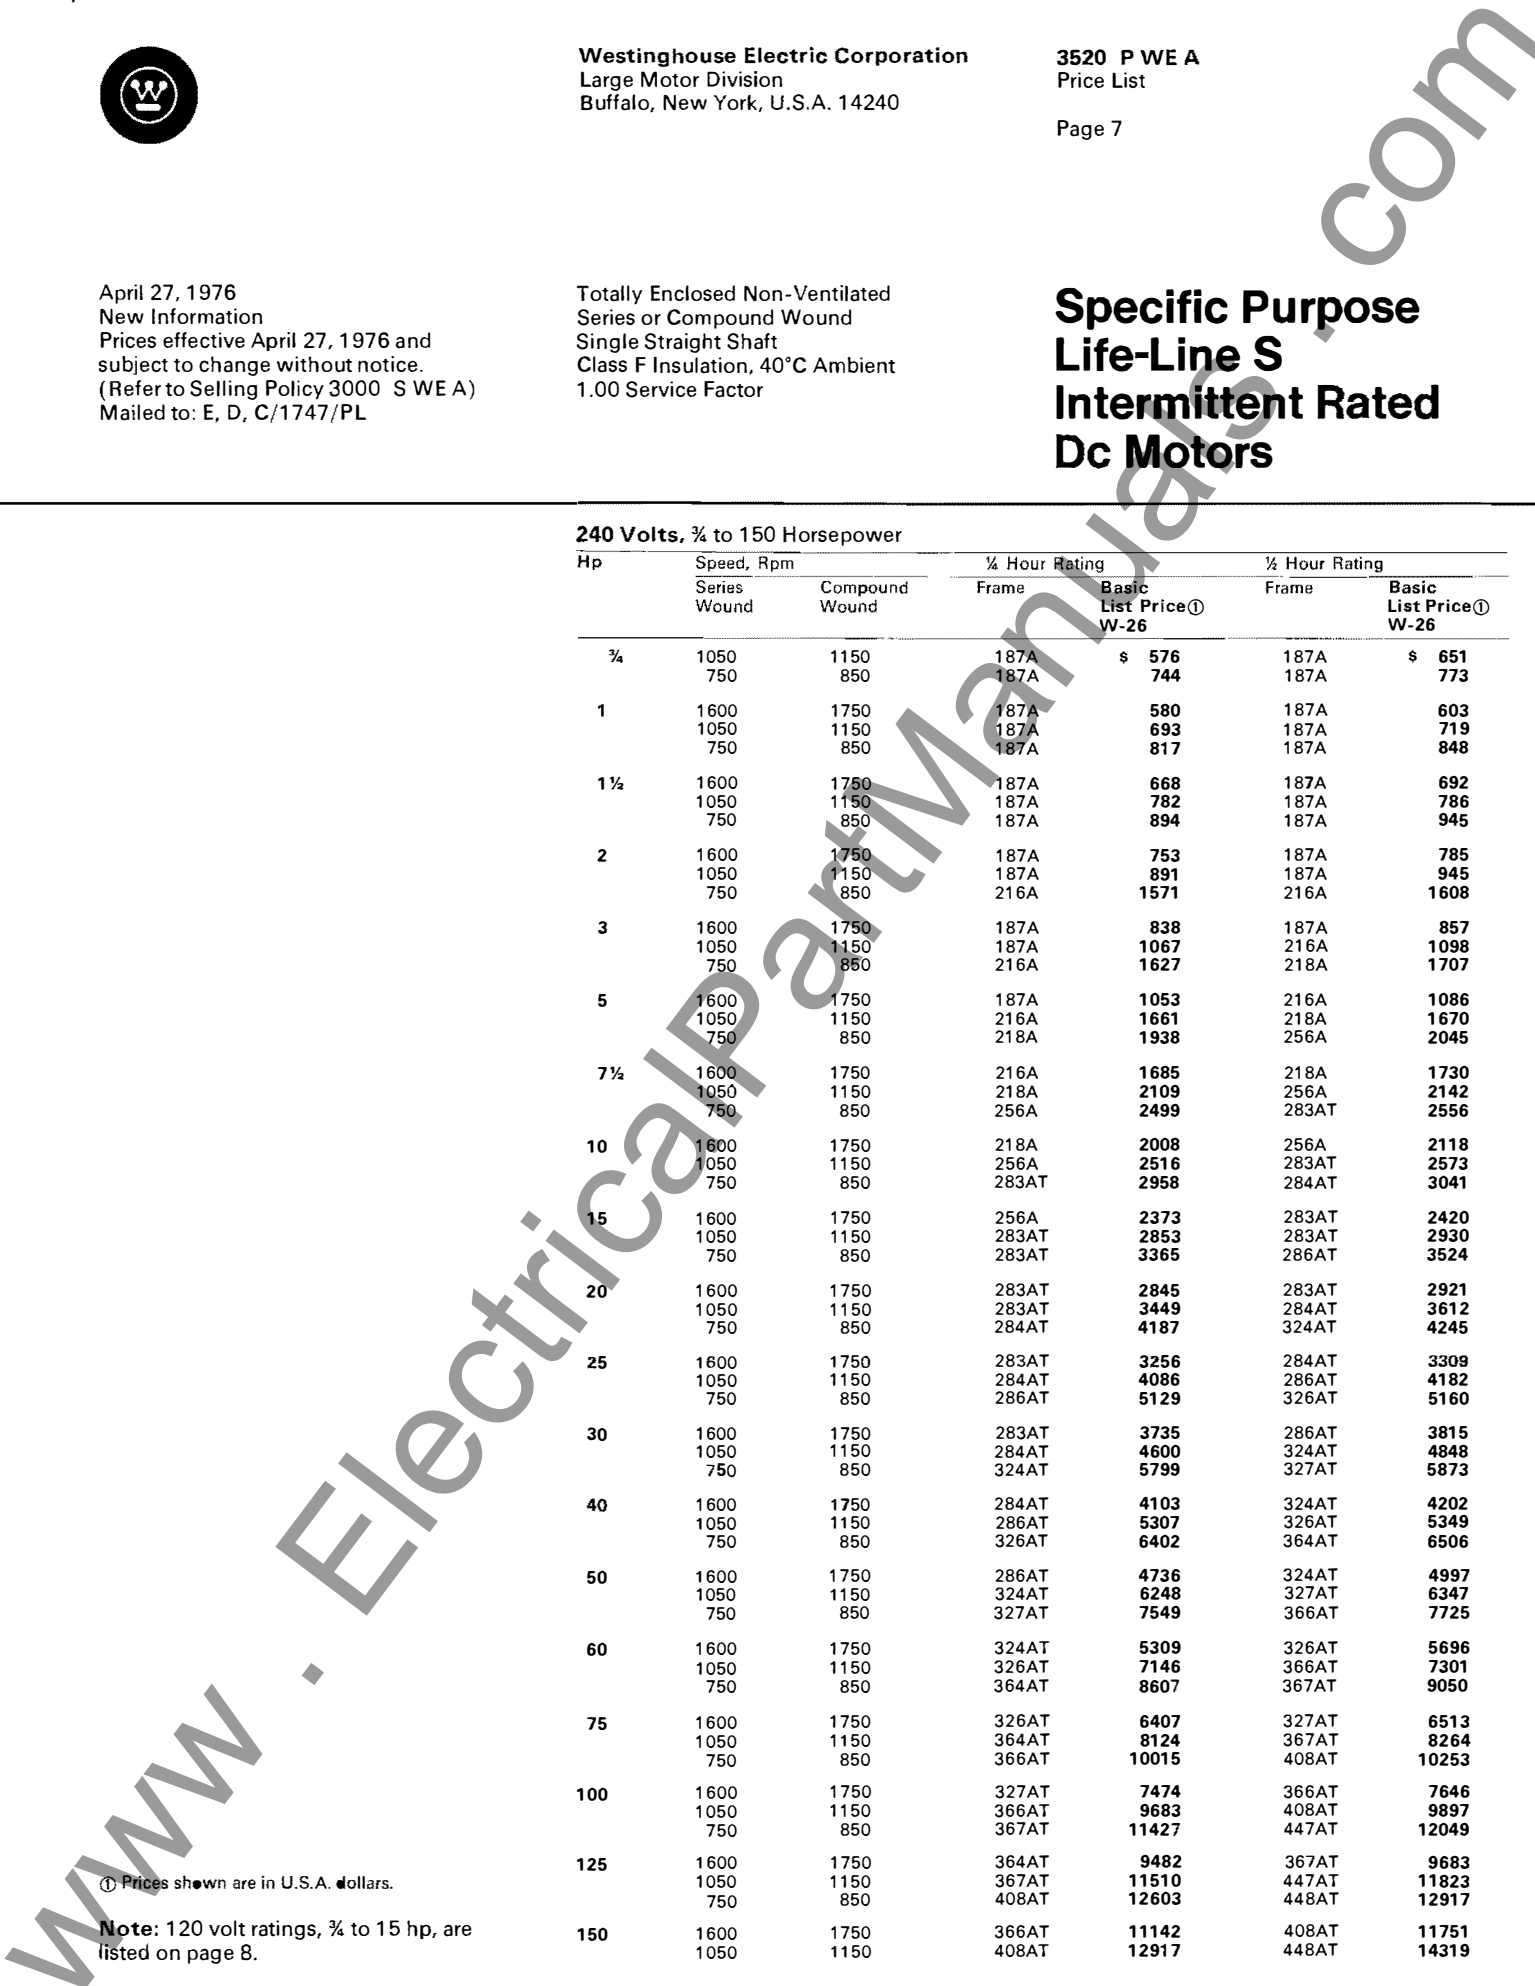 Westinghouse Electric Corporation
Large Motor Division
Buffalo, New York, U.S.A. 14240
3520 P WE A
Price List
Page 7
April 27, 1976
New Information
Prices effective April 27, 1976 and
subject to change without notice.
(Refer to Selling Policy 3000 S WE A)
Mailed to: E, D, C/1747/PL
Totally Enclosed Non-Ventilated
Series or Compound Wound
Single Straight Shaft
Class F Insulation, 40°C Ambient
1.00 Service Factor
Specific Purpose
Life-Line S
Intermittent Rated
Dc Motors
240 Volts, ¾ to 150 Horsepower
Hp Speed, Rpm ¼ Hour Rating ½ Hour Rating
Series Compound Frame Basic Frame Basic
Wound Wound List Price① List Price①
W-26 W-26
¾ 1050 1150 187A $ 576 187A $ 651
750 850 187A 744 187A 773
1 1600 1750 187A 580 187A 603
1050 1150 187A 693 187A 719
750 850 187A 817 187A 848
1½ 1600 1750 187A 668 187A 692
1050 1150 187A 782 187A 786
750 850 187A 894 187A 945
2 1600 1750 187A 753 187A 785
1050 1150 187A 891 187A 945
750 850 216A 1571 216A 1608
3 1600 1750 187A 838 187A 857
1050 1150 187A 1067 216A 1098
750 850 216A 1627 218A 1707
5 1600 1750 187A 1053 216A 1086
1050 1150 216A 1661 218A 1670
750 850 218A 1938 256A 2045
7½ 1600 1750 216A 1685 218A 1730
1050 1150 218A 2109 256A 2142
750 850 256A 2499 283AT 2556
10 1600 1750 218A 2008 256A 2118
1050 1150 256A 2516 283AT 2573
750 850 283AT 2958 284AT 3041
15 1600 1750 256A 2373 283AT 2420
1050 1150 283AT 2853 283AT 2930
750 850 283AT 3365 286AT 3524
20 1600 1750 283AT 2845 283AT 2921
1050 1150 283AT 3449 284AT 3612
750 850 284AT 4187 324AT 4245
25 1600 1750 283AT 3256 284AT 3309
1050 1150 284AT 4086 286AT 4182
750 850 286AT 5129 326AT 5160
30 1600 1750 283AT 3735 286AT 3815
1050 1150 284AT 4600 324AT 4848
750 850 324AT 5799 327AT 5873
40 1600 1750 284AT 4103 324AT 4202
1050 1150 286AT 5307 326AT 5349
750 850 326AT 6402 364AT 6506
50 1600 1750 286AT 4736 324AT 4997
1050 1150 324AT 6248 327AT 6347
750 850 327AT 7549 366AT 7725
60 1600 1750 324AT 5309 326AT 5696
1050 1150 326AT 7146 366AT 7301
750 850 364AT 8607 367AT 9050
75 1600 1750 326AT 6407 327AT 6513
1050 1150 364AT 8124 367AT 8264
750 850 366AT 10015 408AT 10253
100 1600 1750 327AT 7474 366AT 7646
1050 1150 366AT 9683 408AT 9897
750 850 367AT 11427 447AT 12049
125 1600 1750 364AT 9482 367AT 9683
1050 1150 367AT 11510 447AT 11823
750 850 408AT 12603 448AT 12917
150 1600 1750 366AT 11142 408AT 11751
1050 1150 408AT 12917 448AT 14319
① Prices shown are in U.S.A. dollars.
Note: 120 volt ratings, ¾ to 15 hp, are
listed on page 8.
www . ElectricalPartManuals . com